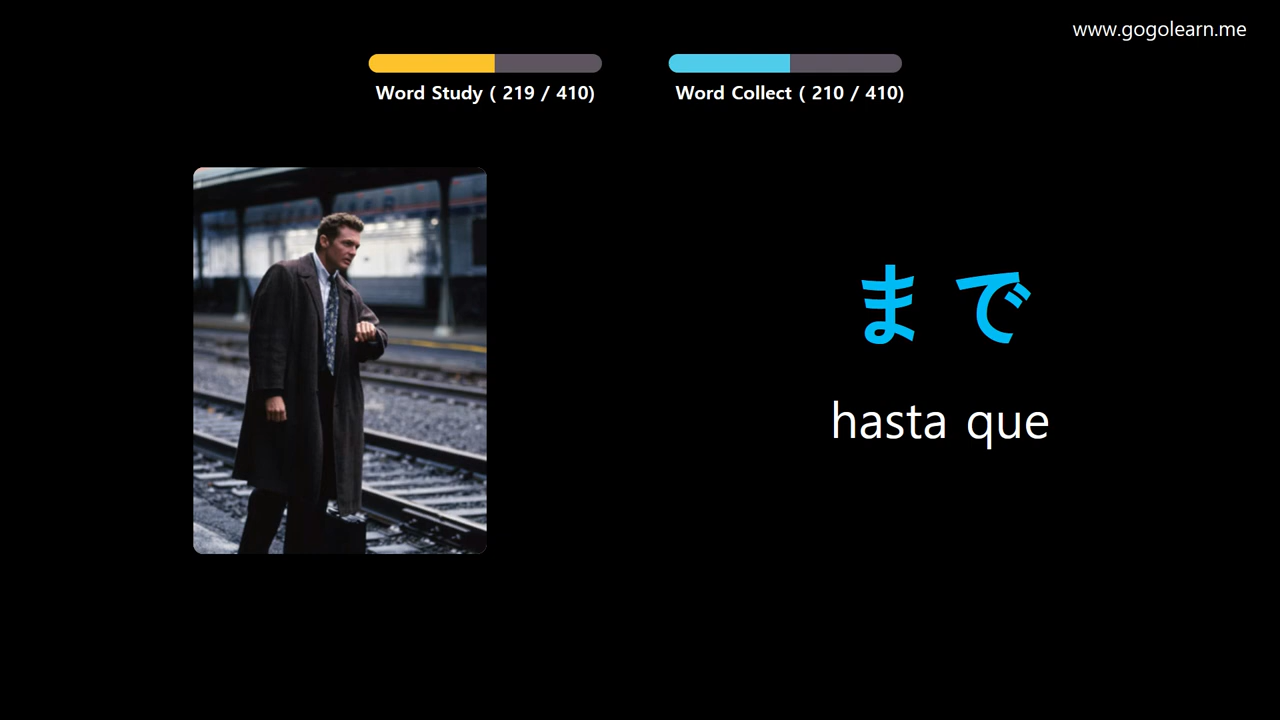 www.gogolearn.me
Word Study ( 219 / 410)
Word Collect ( 210 / 410)
まで
hasta que